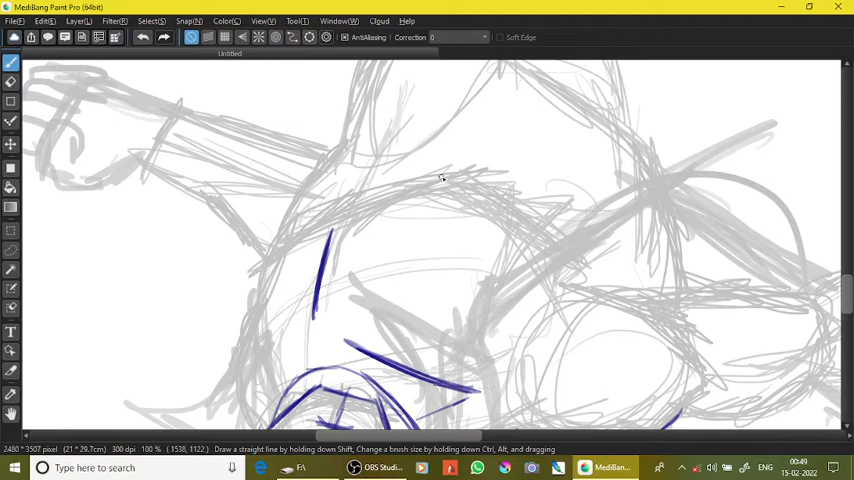 MediBang Paint Pro (64bit)
File(F) Edit(E) Layer(L) Filter(R) Select(S) Snap(N) Color(C) View(V) Tool(T) Window(W) Cloud Help
AntiAliasing Correction 0 Soft Edge
Untitled
2480 * 3507 pixel (21 * 29.7cm) 300 dpi 100 % ( 1538, 1122 ) Draw a straight line by holding down Shift, Change a brush size by holding down Ctrl, Alt, and dragging
Type here to search F:\ OBS Studi... MediBan... ENG 00:49
15-02-2022